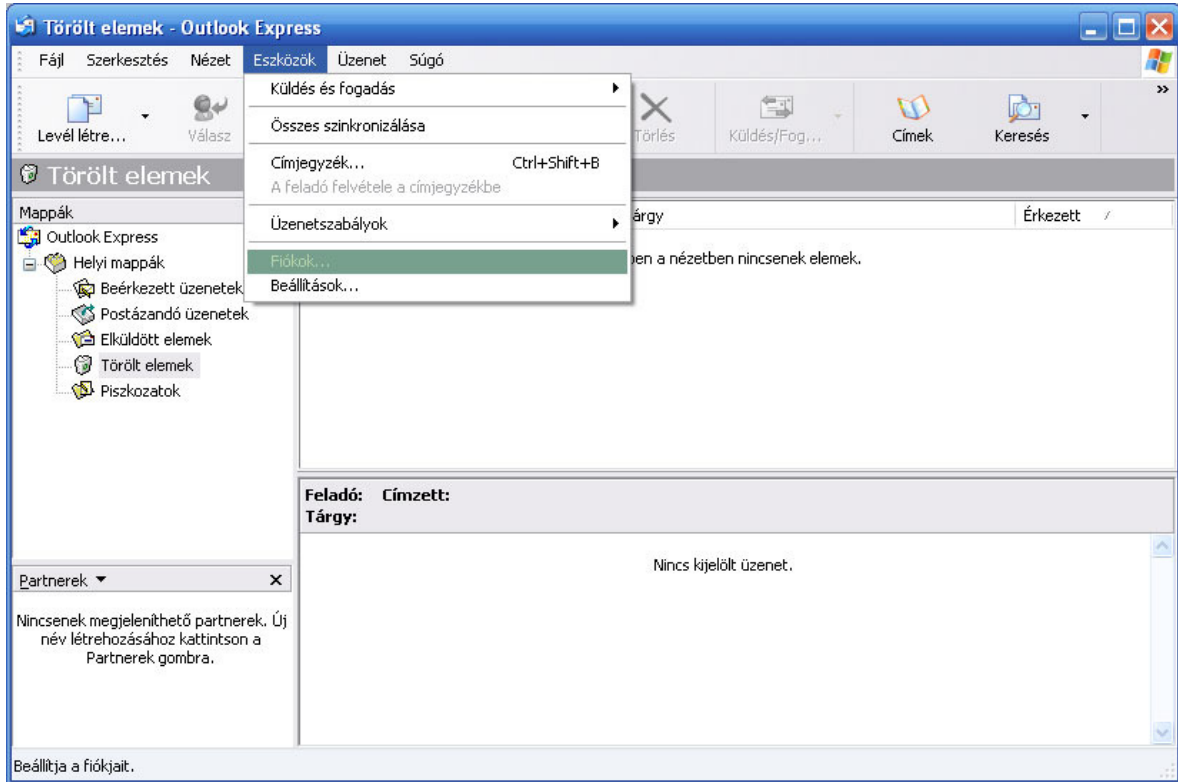 Törölt elemek - Outlook Express
Fájl Szerkesztés Nézet Eszközök Üzenet Súgó
Levél létre... Válasz Törlés Küldés/Fog... Címek Keresés »
Küldés és fogadás
Összes szinkronizálása
Címjegyzék... Ctrl+Shift+B
A feladó felvétele a címjegyzékbe
Üzenetszabályok
Fiókok...
Beállítások...
Törölt elemek
Mappák
Outlook Express
Helyi mappák
Beérkezett üzenetek
Postázandó üzenetek
Elküldött elemek
Törölt elemek
Piszkozatok
árgy Érkezett
en a nézetben nincsenek elemek.
Feladó: Címzett:
Tárgy:
Nincs kijelölt üzenet.
Partnerek
Nincsenek megjeleníthető partnerek. Új
név létrehozásához kattintson a
Partnerek gombra.
Beállítja a fiókjait.